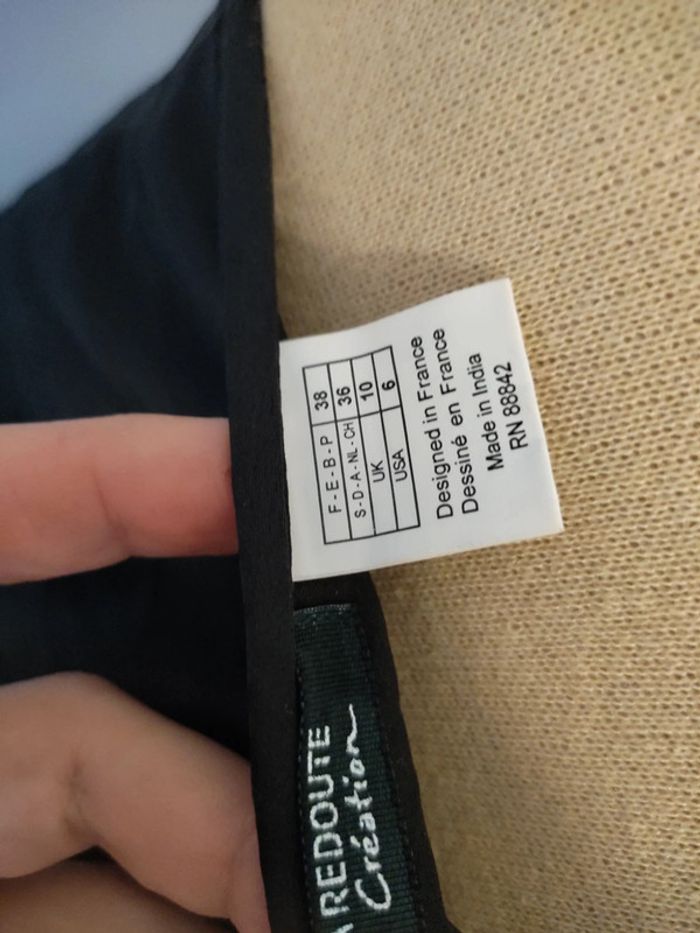 F - E - B - P 38
S - D - A - NL - CH 36
UK 10
USA 6
Designed in France
Dessiné en France
Made in India
RN 88842
REDOUTE
Création